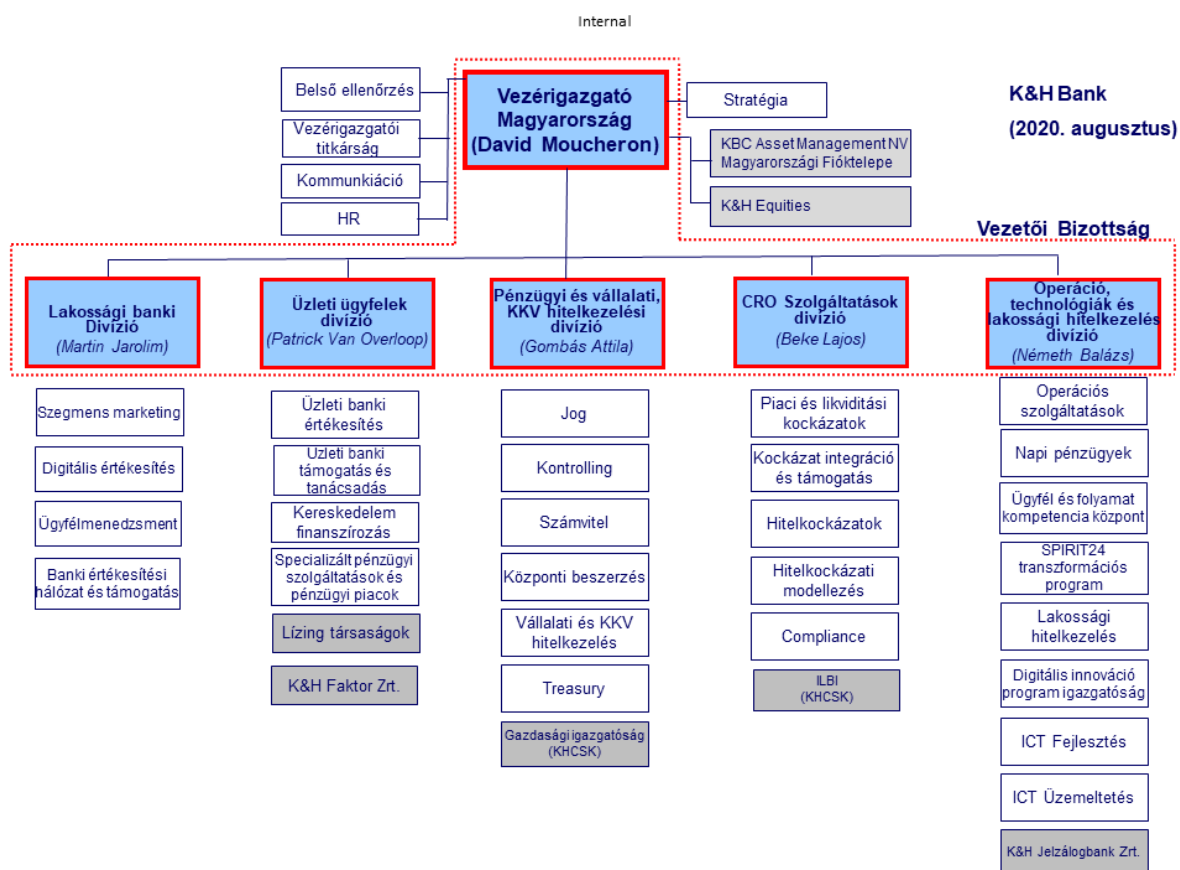 Internal
Belső ellenőrzés
Vezérigazgatói
titkárság
Kommunkiáció
HR
Vezérigazgató
Magyarország
(David Moucheron)
Stratégia
KBC Asset Management NV
Magyarországi Fióktelepe
K&H Equities
K&H Bank
(2020. augusztus)
Vezetői Bizottság
Lakossági banki
Divízió
(Martin Jarolim)
Üzleti ügyfelek
divízió
(Patrick Van Overloop)
Pénzügyi és vállalati,
KKV hitelkezelési
divízió
(Gombás Attila)
CRO Szolgáltatások
divízió
(Beke Lajos)
Operáció,
technológiák és
lakossági hitelkezelés
divízió
(Németh Balázs)
Szegmens marketing
Digitális értékesítés
Ügyfélmenedzsment
Banki értékesítési
hálózat és támogatás
Üzleti banki
értékesítés
Üzleti banki
támogatás és
tanácsadás
Kereskedelem
finanszírozás
Specializált pénzügyi
szolgáltatások és
pénzügyi piacok
Lízing társaságok
K&H Faktor Zrt.
Jog
Kontrolling
Számvitel
Központi beszerzés
Vállalati és KKV
hitelkezelés
Treasury
Gazdasági igazgatóság
(KHCSK)
Piaci és likviditási
kockázatok
Kockázat integráció
és támogatás
Hitelkockázatok
Hitelkockázati
modellezés
Compliance
ILBI
(KHCSK)
Operációs
szolgáltatások
Napi pénzügyek
Ügyfél és folyamat
kompetencia központ
SPIRIT24
transzformációs
program
Lakossági
hitelkezelés
Digitális innováció
program igazgatóság
ICT Fejlesztés
ICT Üzemeltetés
K&H Jelzálogbank Zrt.